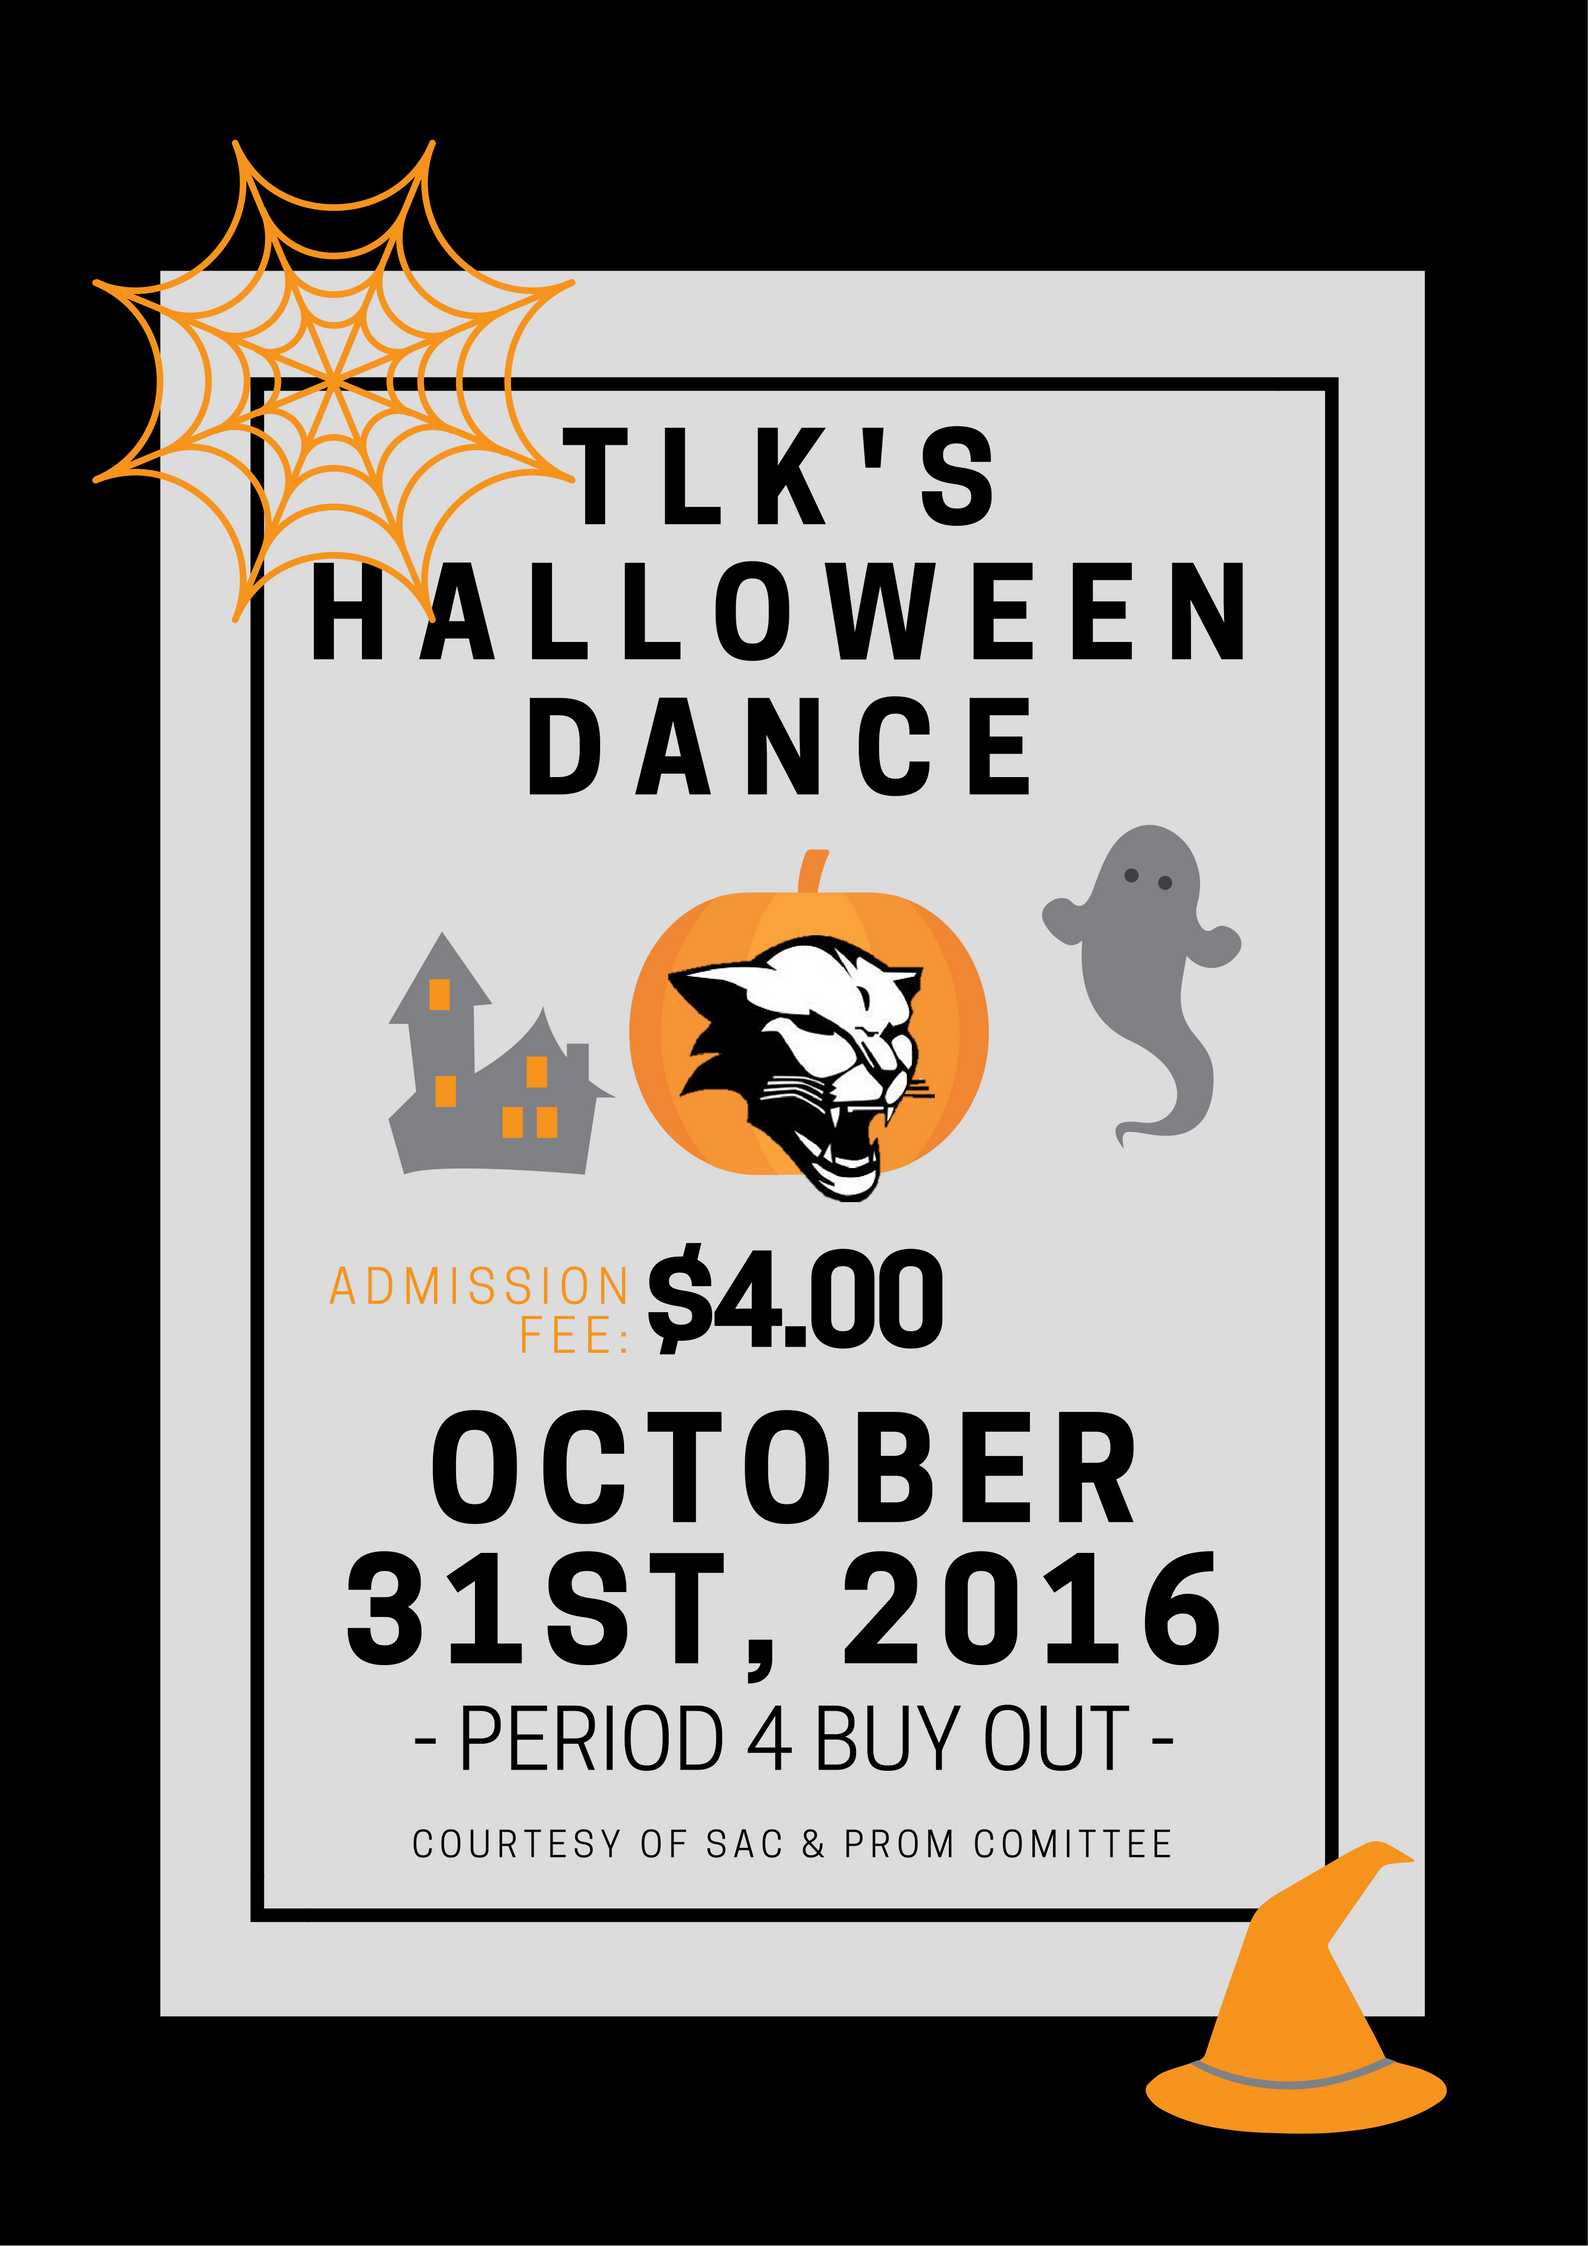 TLK'S
HALLOWEEN
DANCE
ADMISSION
FEE:
$4.00
OCTOBER
31ST, 2016
- PERIOD 4 BUY OUT -
COURTESY OF SAC & PROM COMITTEE